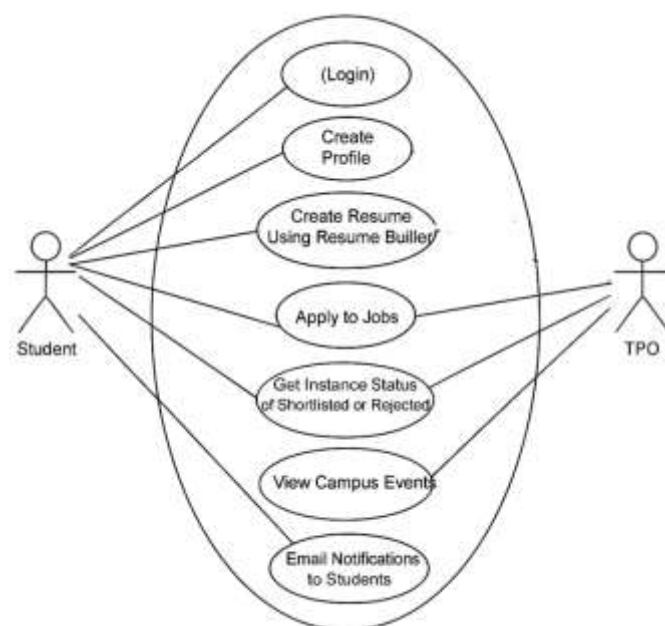 (Login)
Create
Profile
Create Resume
Using Resume Builler
Apply to Jobs
Student
TPO
Get Instance Status
of Shortlisted or Rejected
View Campus Events
Email Notifications
to Students